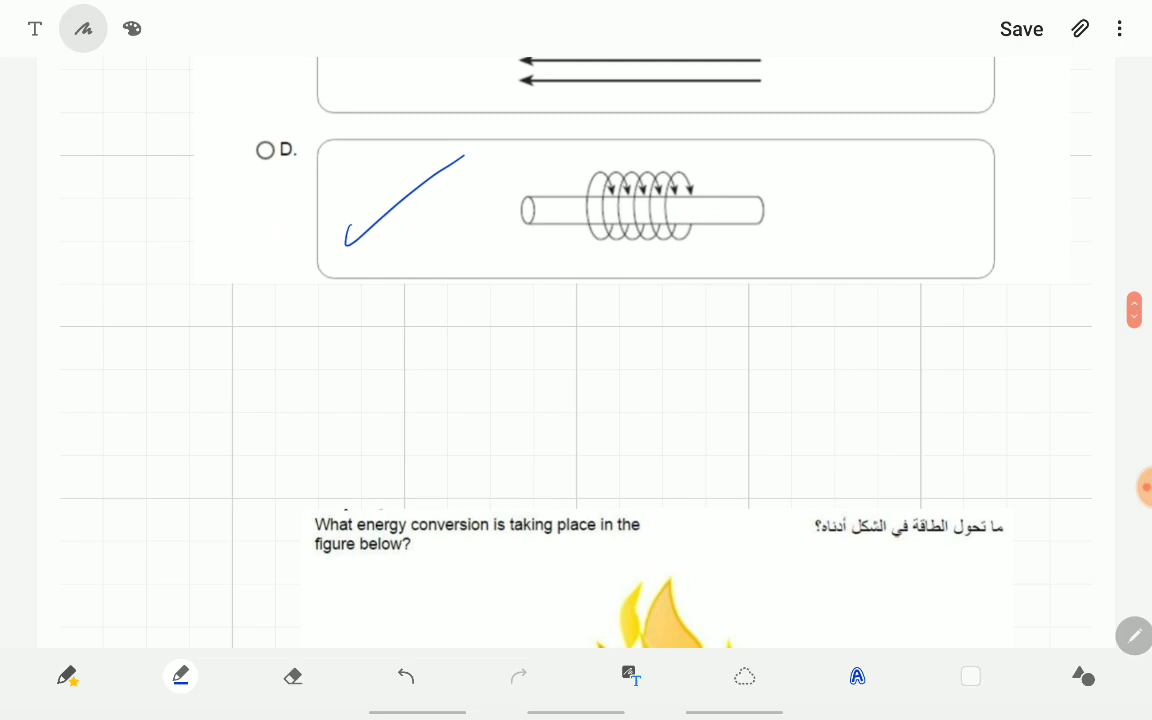 T
Save
D.
What energy conversion is taking place in the
figure below?
ما تحول الطاقة في الشكل أدناه؟
T
A